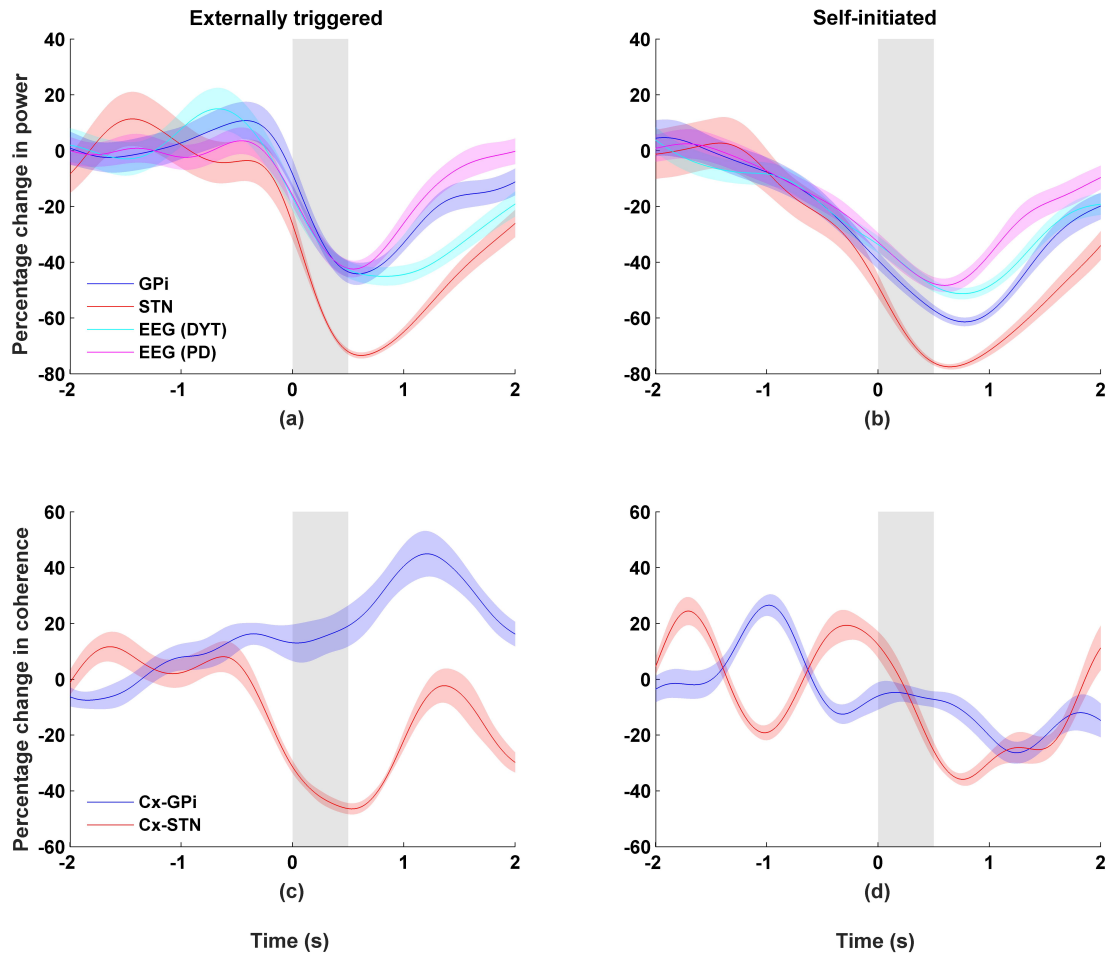 Externally triggered
Self-initiated
Percentage change in power
40
20
0
-20
-40
-60
-80
GPi
STN
EEG (DYT)
EEG (PD)
-2 -1 0 1 2
(a)
40
20
0
-20
-40
-60
-80
-2 -1 0 1 2
(b)
Percentage change in coherence
60
40
20
0
-20
-40
-60
Cx-GPi
Cx-STN
-2 -1 0 1 2
(c)
60
40
20
0
-20
-40
-60
-2 -1 0 1 2
(d)
Time (s)
Time (s)